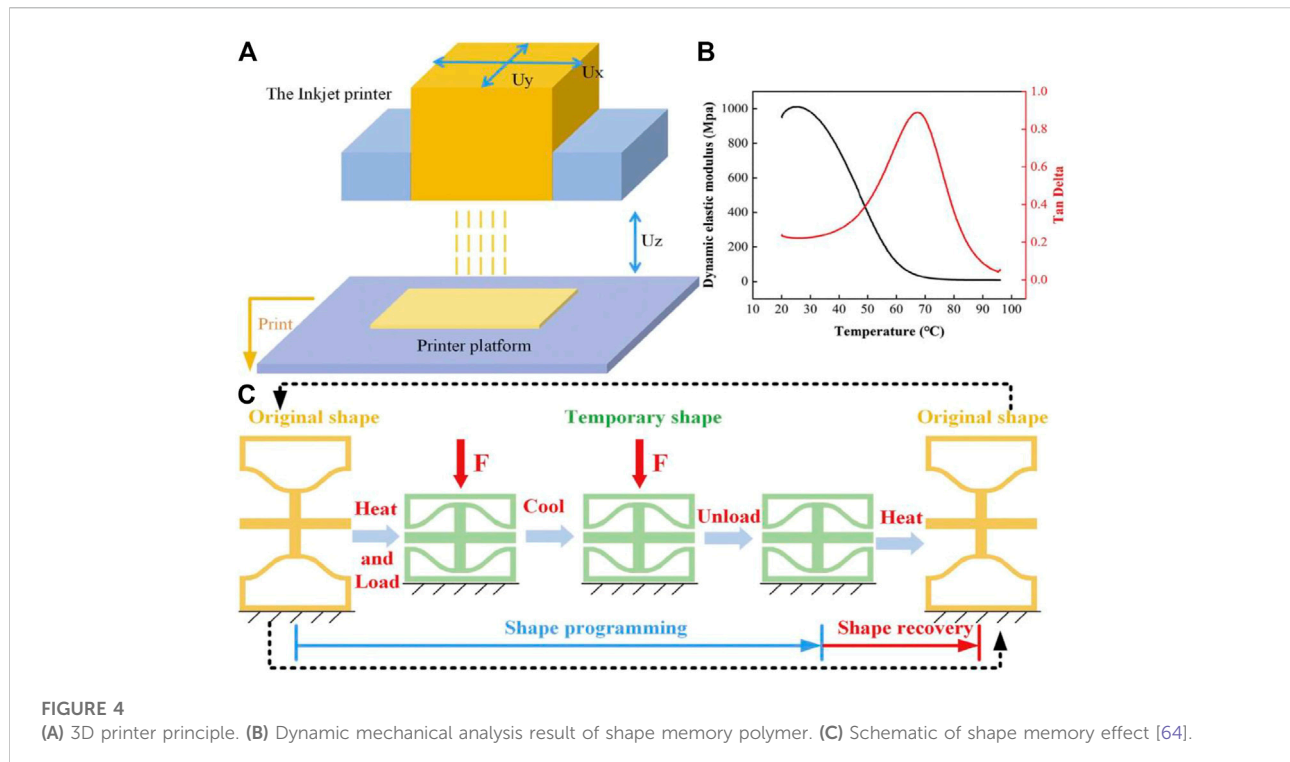 A
Ux
Uy
The Inkjet printer
Uz
Print
Printer platform
B
Dynamic elastic modulus (Mpa)
1000
800
600
400
200
0
1.0
0.8
0.6
0.4
0.2
0.0
Tan Delta
10 20 30 40 50 60 70 80 90 100
Temperature (°C)
C
Original shape
Temporary shape
Original shape
F
F
Heat
and
Load
Cool
Unload
Heat
Shape programming
Shape recovery
FIGURE 4
(A) 3D printer principle. (B) Dynamic mechanical analysis result of shape memory polymer. (C) Schematic of shape memory effect [64].